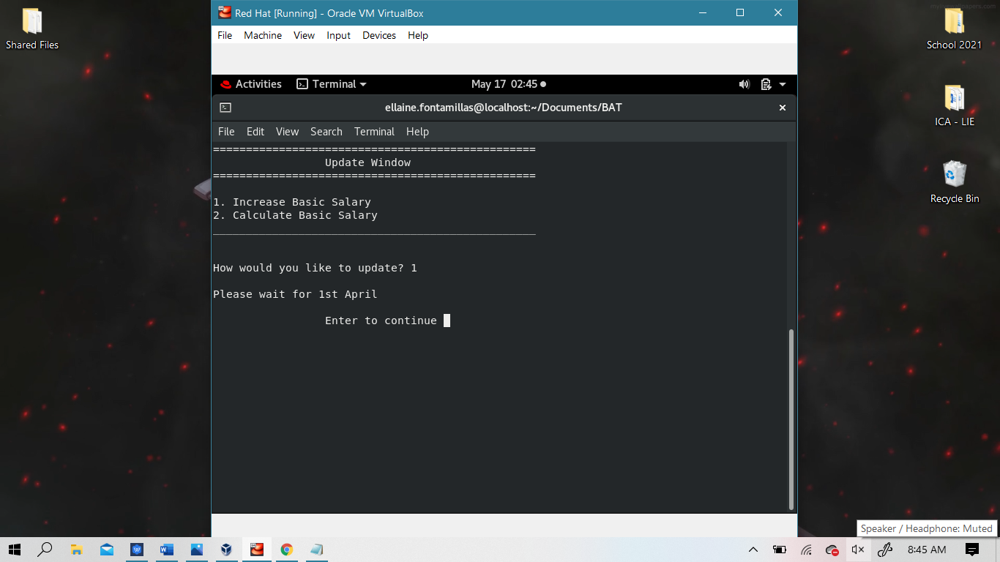 Shared Files
School 2021
ICA - LIE
Recycle Bin
Red Hat [Running] - Oracle VM VirtualBox
File Machine View Input Devices Help
Activities Terminal May 17 02:45
ellaine.fontamillas@localhost:~/Documents/BAT
File Edit View Search Terminal Help
=================================================
Update Window
=================================================
1. Increase Basic Salary
2. Calculate Basic Salary
_________________________________________________
How would you like to update? 1
Please wait for 1st April
Enter to continue
Speaker / Headphone: Muted
8:45 AM